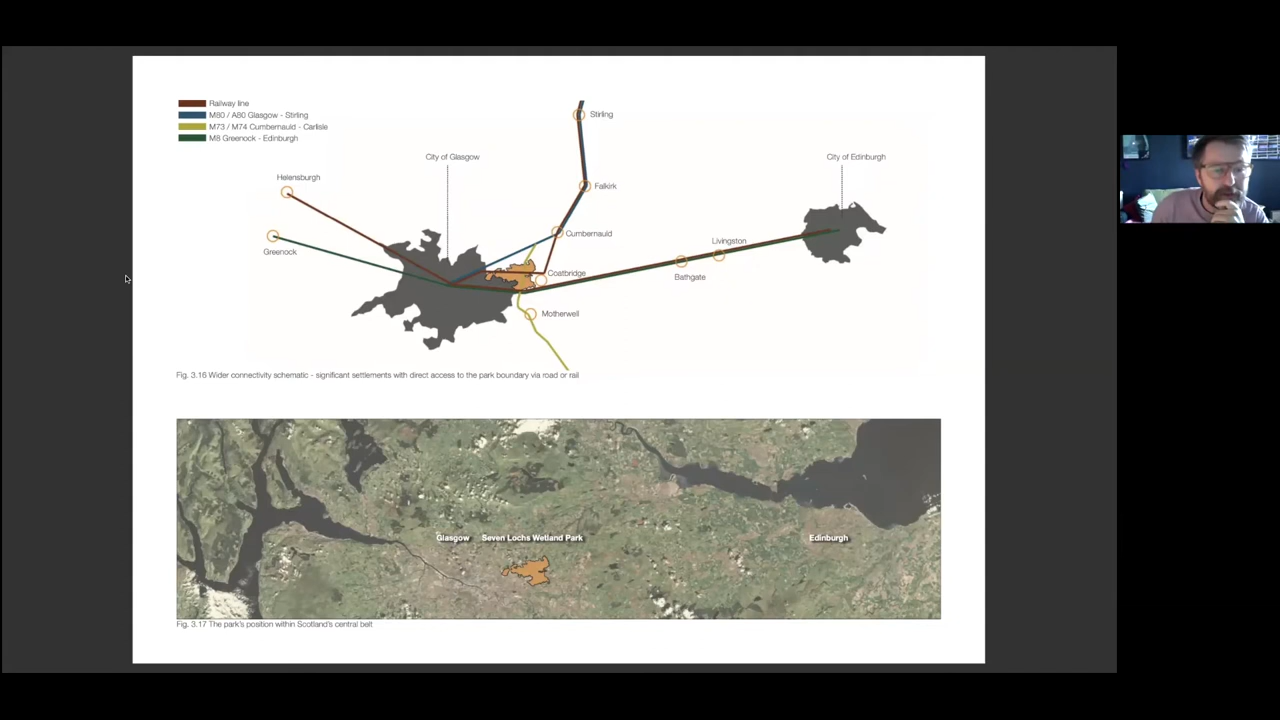 Railway line
M80 / A80 Glasgow - Stirling
M73 / M74 Cumbernauld - Carlisle
M8 Greenock - Edinburgh
Stirling
City of Glasgow
City of Edinburgh
Helensburgh
Falkirk
Cumbernauld
Greenock
Livingston
Coatbridge
Bathgate
Motherwell
Fig. 3.16 Wider connectivity schematic - significant settlements with direct access to the park boundary via road or rail
Glasgow
Seven Lochs Wetland Park
Edinburgh
Fig. 3.17 The park's position within Scotland's central belt